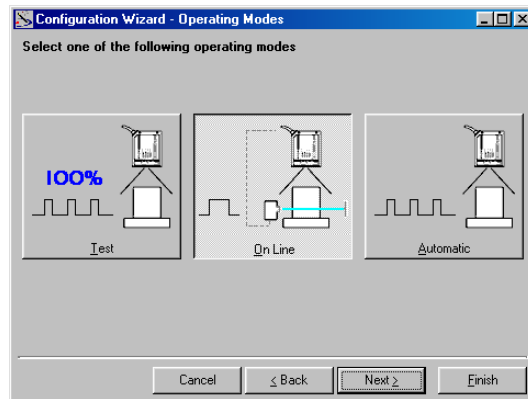 Configuration Wizard - Operating Modes
Select one of the following operating modes
100%
Test
On Line
Automatic
Cancel
< Back
Next >
Finish